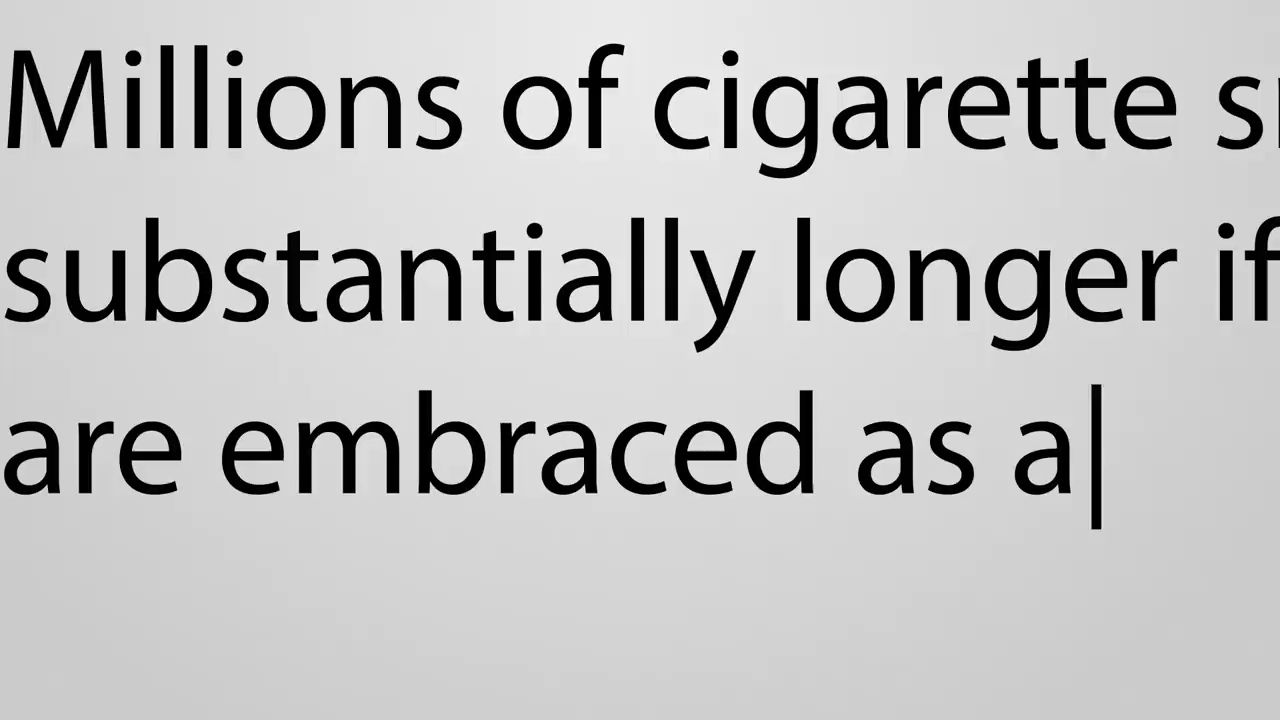 Millions of cigarette
substantially longer if
are embraced as a